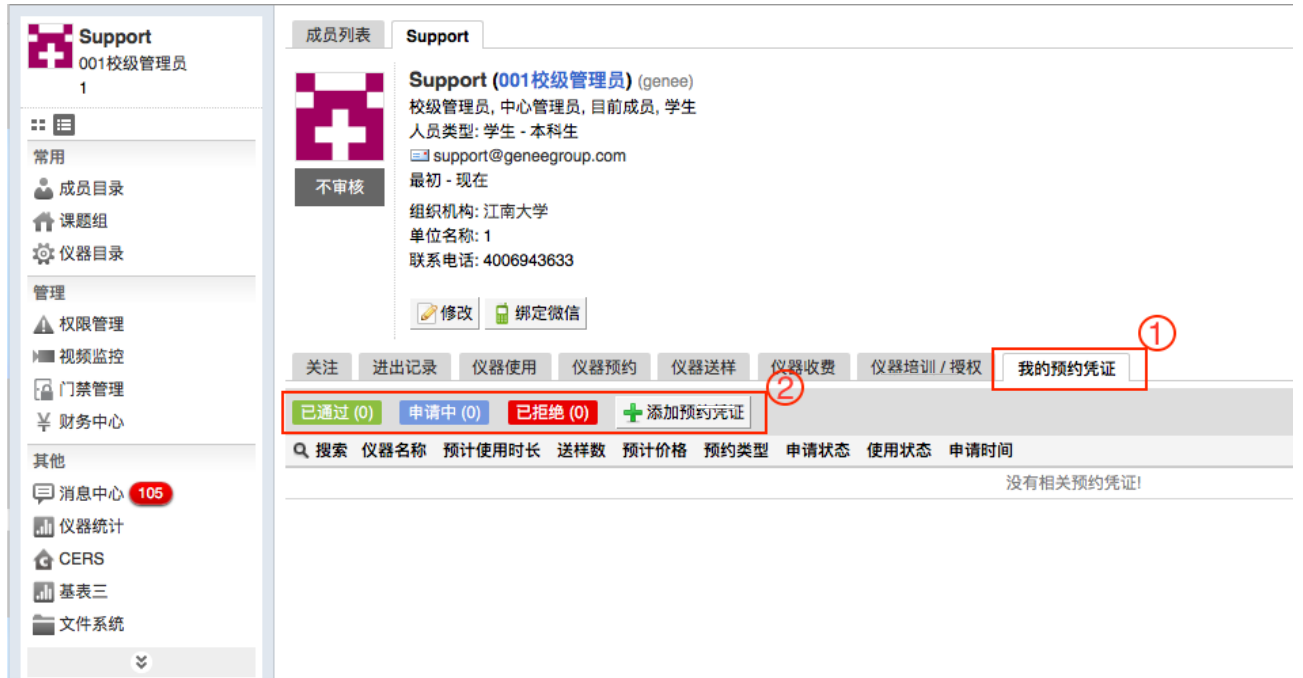 Support
001校级管理员
1
常用
成员目录
课题组
仪器目录
管理
权限管理
视频监控
门禁管理
财务中心
其他
消息中心 105
仪器统计
CERS
基表三
文件系统
成员列表 Support
Support (001校级管理员) (genee)
校级管理员, 中心管理员, 目前成员, 学生
人员类型: 学生 - 本科生
support@geneegroup.com
不审核
最初 - 现在
组织机构: 江南大学
单位名称: 1
联系电话: 4006943633
修改 绑定微信
①
关注 进出记录 仪器使用 仪器预约 仪器送样 仪器收费 仪器培训 / 授权 我的预约凭证
②
已通过 (0) 申请中 (0) 已拒绝 (0) 添加预约凭证
搜索 仪器名称 预计使用时长 送样数 预计价格 预约类型 申请状态 使用状态 申请时间
没有相关预约凭证!